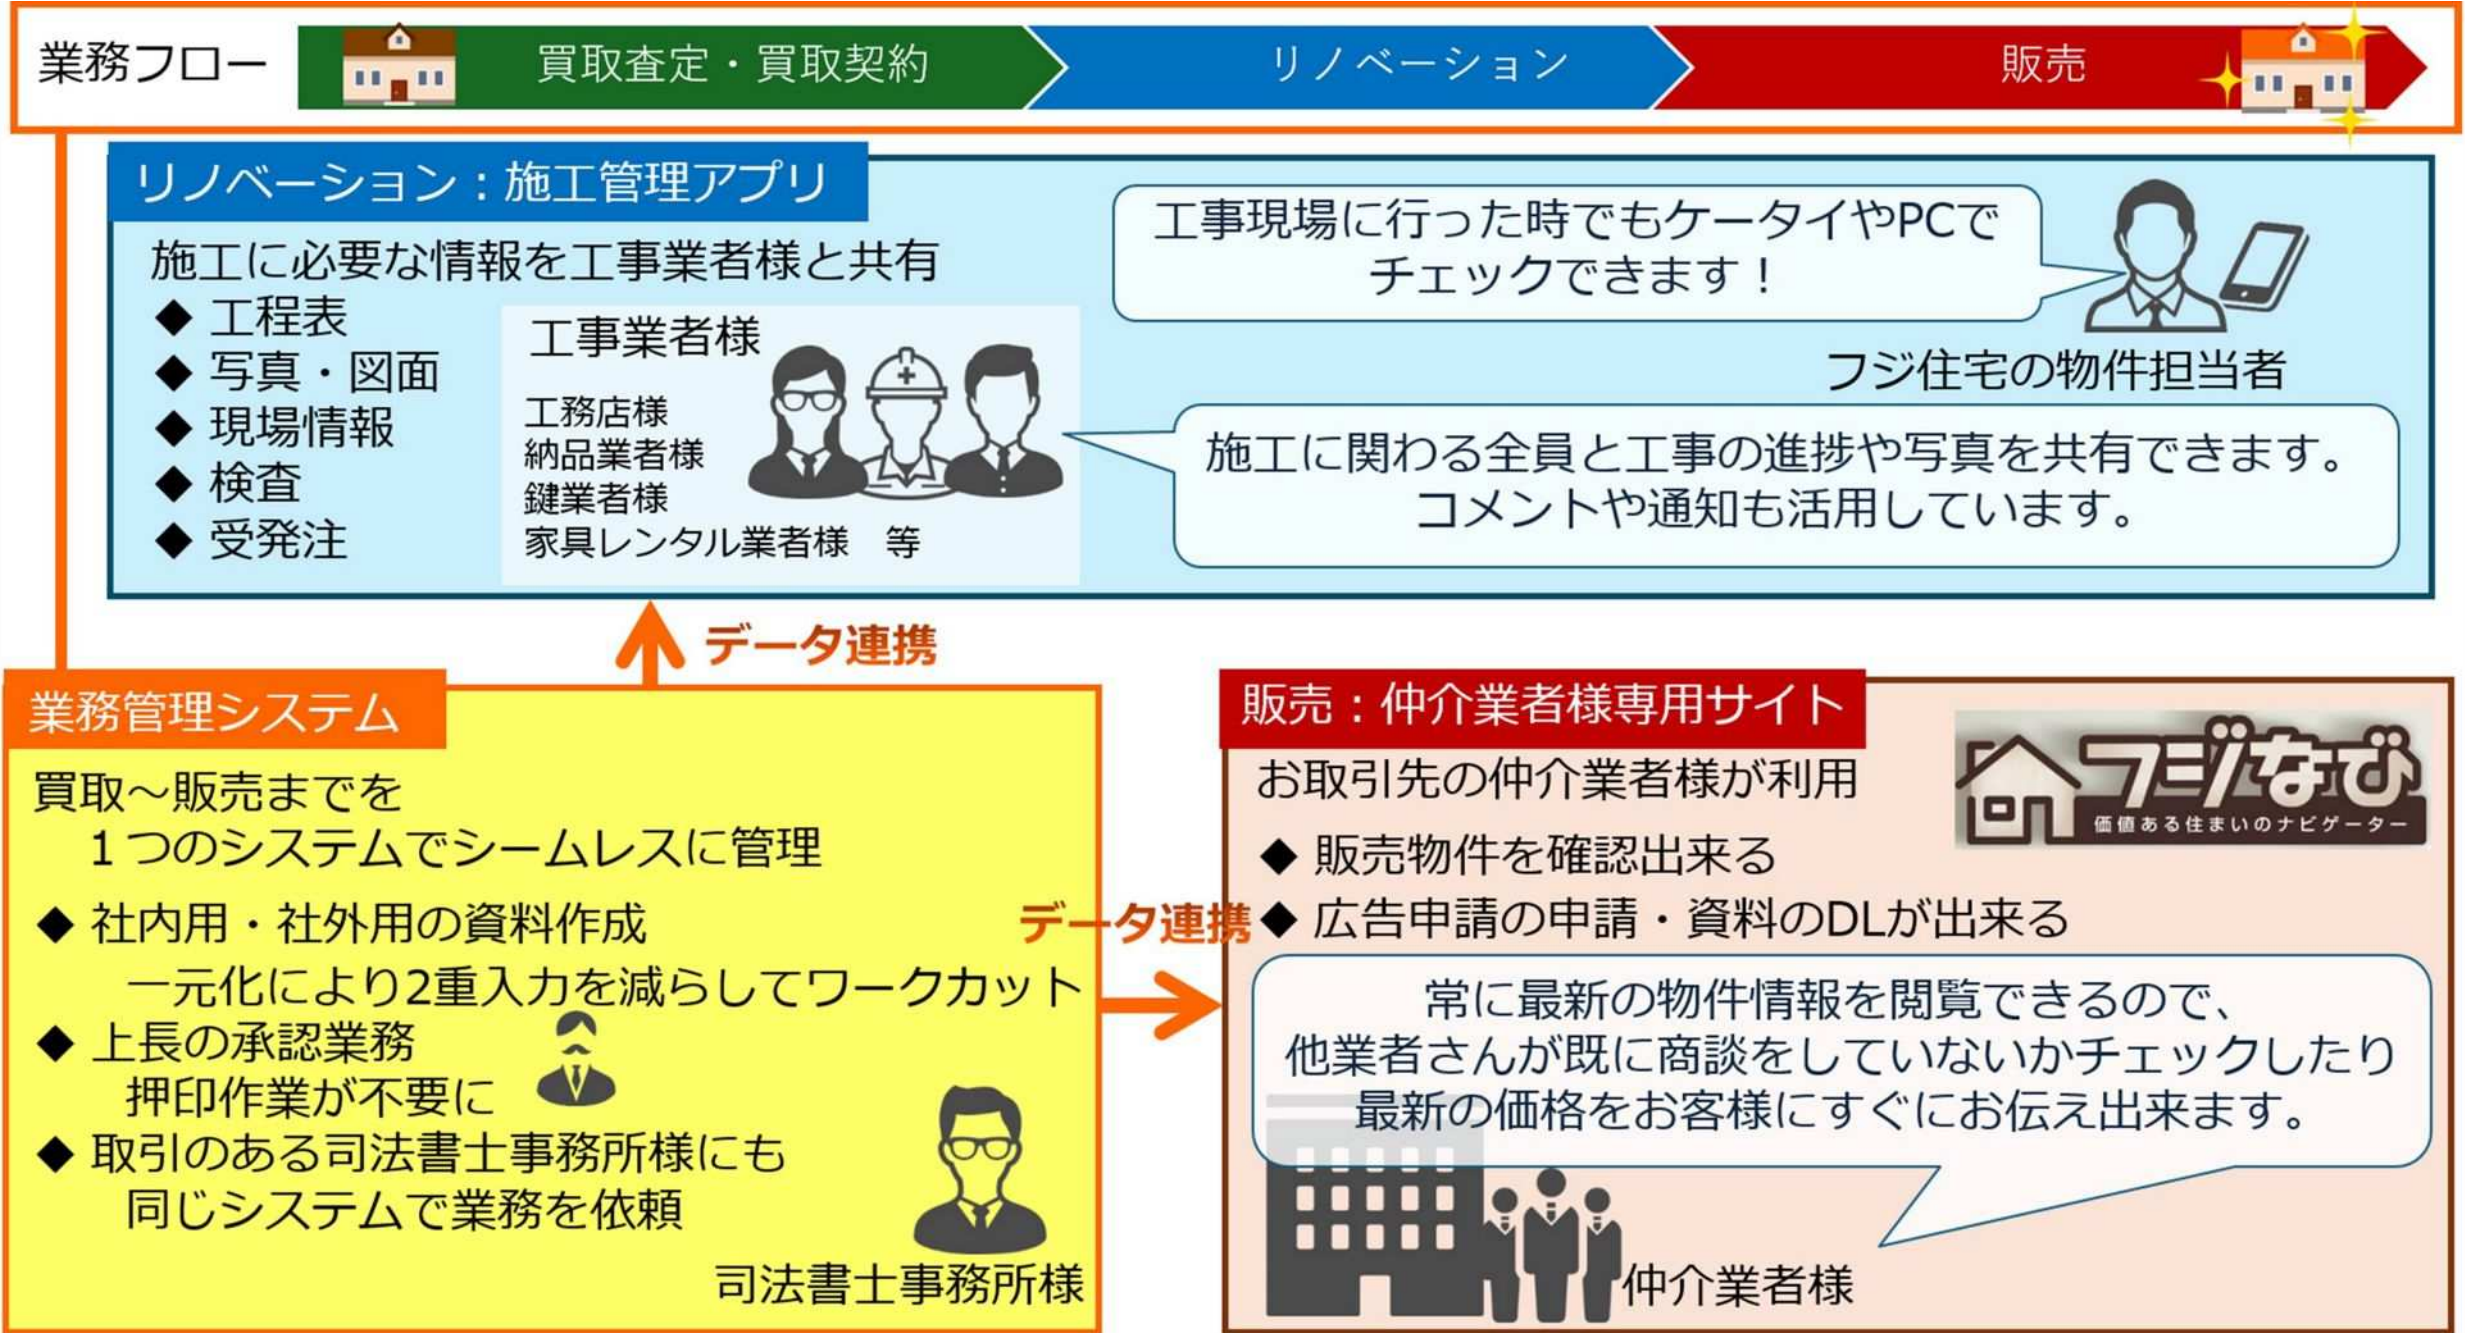 業務フロー
買取査定・買取契約
リノベーション
販売
リノベーション：施工管理アプリ
施工に必要な情報を工事業者様と共有
◆ 工程表
◆ 写真・図面
◆ 現場情報
◆ 検査
◆ 受発注
工事業者様
工務店様
納品業者様
鍵業者様
家具レンタル業者様　等
工事現場に行った時でもケータイやPCで
チェックできます！
フジ住宅の物件担当者
施工に関わる全員と工事の進捗や写真を共有できます。
コメントや通知も活用しています。
データ連携
業務管理システム
買取～販売までを
１つのシステムでシームレスに管理
◆ 社内用・社外用の資料作成
一元化により2重入力を減らしてワークカット
◆ 上長の承認業務
押印作業が不要に
◆ 取引のある司法書士事務所様にも
同じシステムで業務を依頼
司法書士事務所様
データ連携
販売：仲介業者様専用サイト
フジなび
価値ある住まいのナビゲーター
お取引先の仲介業者様が利用
◆ 販売物件を確認出来る
◆ 広告申請の申請・資料のDLが出来る
常に最新の物件情報を閲覧できるので、
他業者さんが既に商談をしていないかチェックしたり
最新の価格をお客様にすぐにお伝え出来ます。
仲介業者様